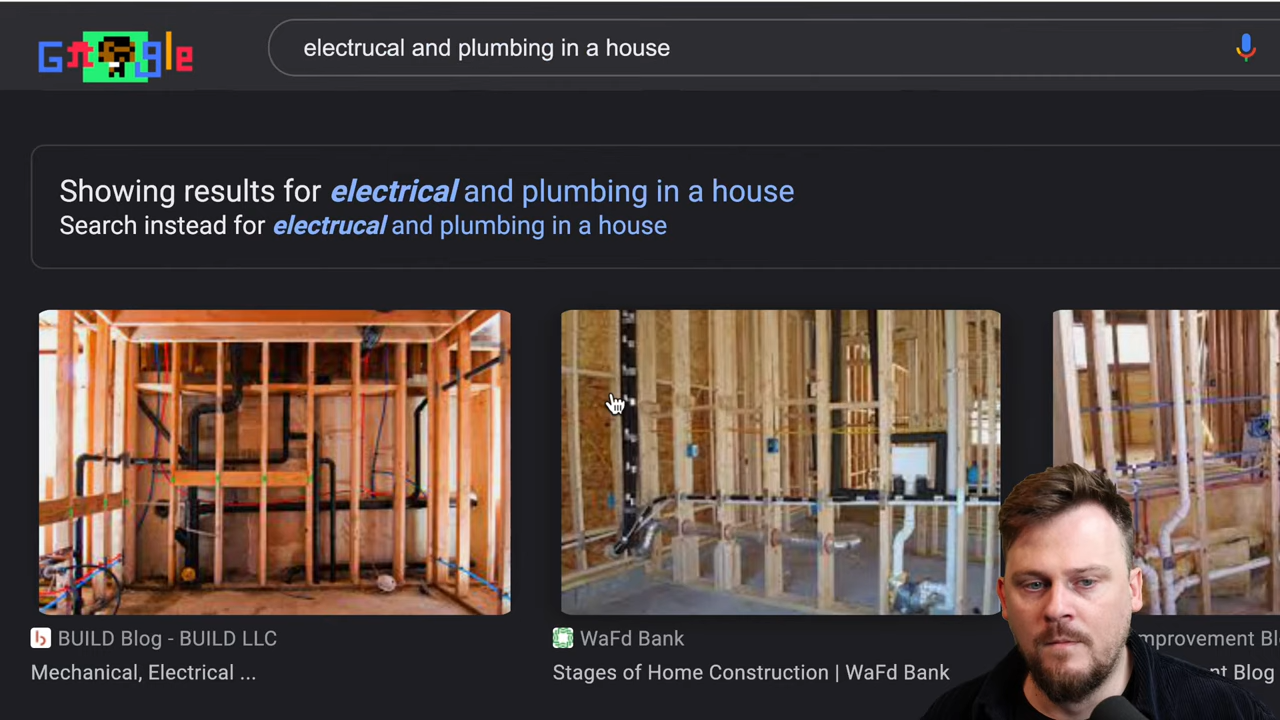 electrucal and plumbing in a house
Showing results for electrical and plumbing in a house
Search instead for electrucal and plumbing in a house
BUILD Blog - BUILD LLC
WaFd Bank
Mechanical, Electrical ...
Stages of Home Construction | WaFd Bank